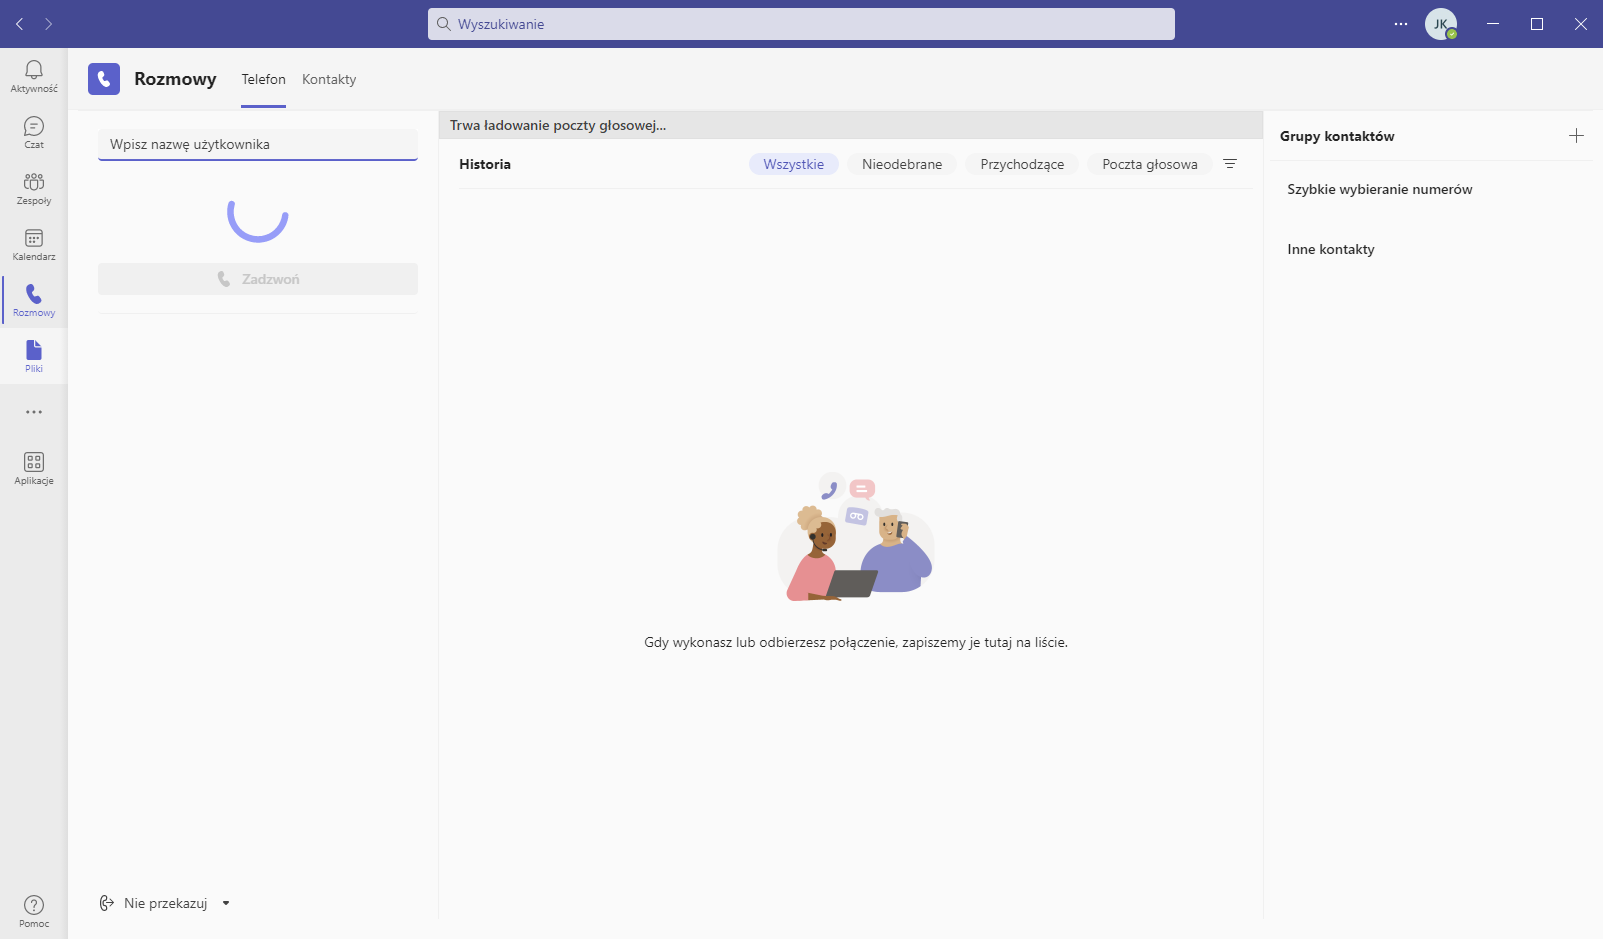 Wyszukiwanie
JK
Aktywność
Czat
Zespoły
Kalendarz
Rozmowy
Pliki
Aplikacje
Pomoc
Rozmowy
Telefon
Kontakty
Wpisz nazwę użytkownika
Zadzwoń
Nie przekazuj
Trwa ładowanie poczty głosowej...
Historia
Wszystkie
Nieodebrane
Przychodzące
Poczta głosowa
Gdy wykonasz lub odbierzesz połączenie, zapiszemy je tutaj na liście.
Grupy kontaktów
Szybkie wybieranie numerów
Inne kontakty